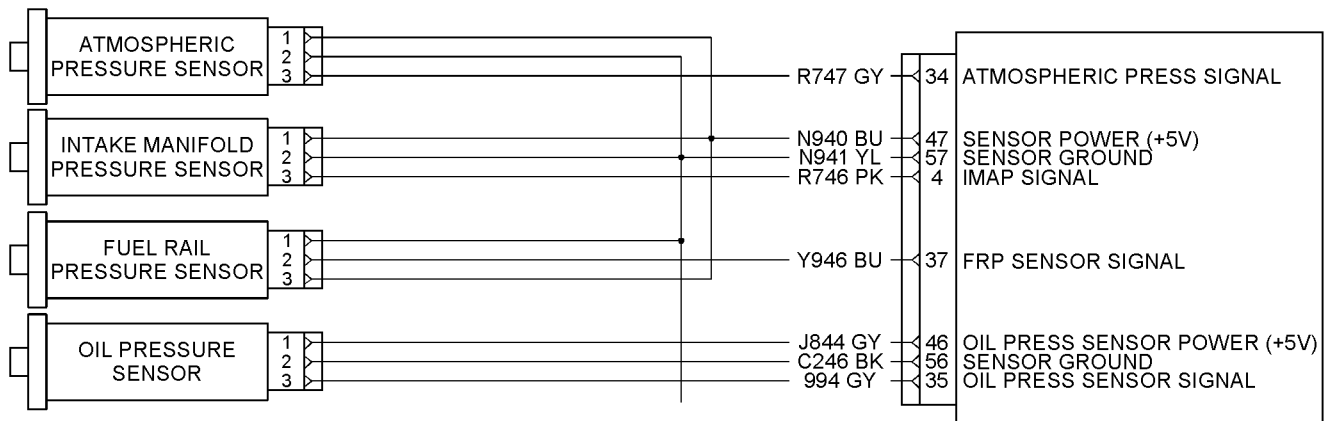 ATMOSPHERIC
PRESSURE SENSOR
1
2
3
R747 GY 34 ATMOSPHERIC PRESS SIGNAL
INTAKE MANIFOLD
PRESSURE SENSOR
1 N940 BU 47 SENSOR POWER (+5V)
2 N941 YL 57 SENSOR GROUND
3 R746 PK 4 IMAP SIGNAL
FUEL RAIL
PRESSURE SENSOR
1
2 Y946 BU 37 FRP SENSOR SIGNAL
3
OIL PRESSURE
SENSOR
1 J844 GY 46 OIL PRESS SENSOR POWER (+5V)
2 C246 BK 56 SENSOR GROUND
3 994 GY 35 OIL PRESS SENSOR SIGNAL